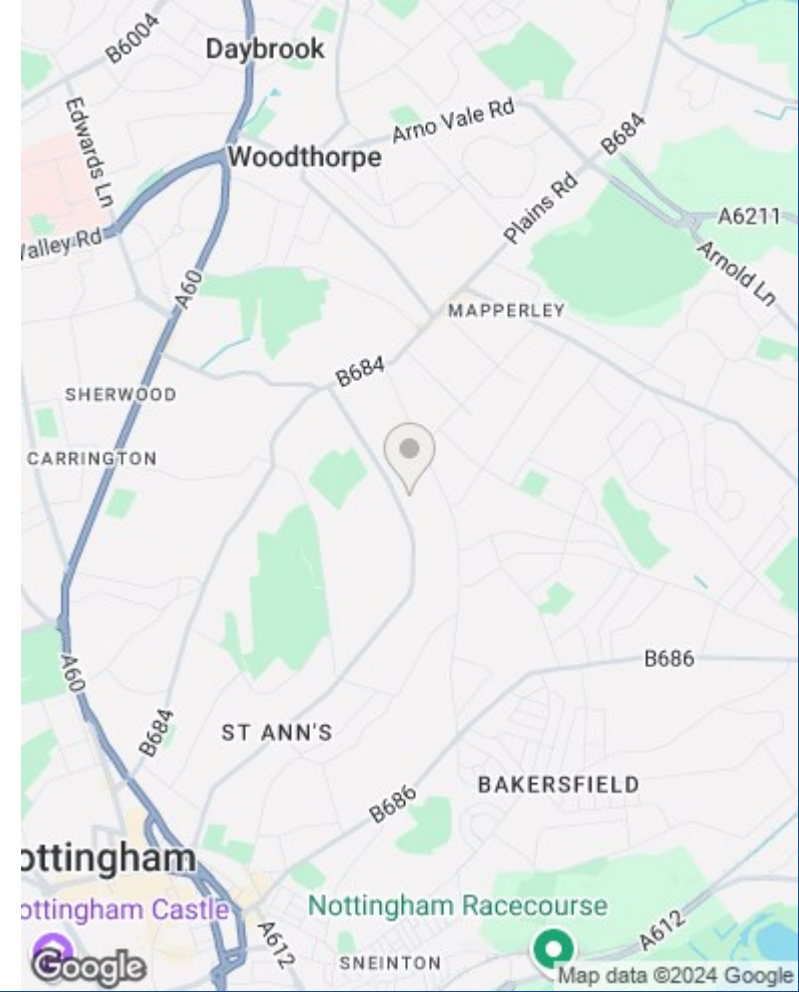 B6004
Daybrook
Edwards Ln
Arno Vale Rd
B684
Woodthorpe
Plains Rd
A6211
Valley Rd
Arnold Ln
A60
MAPPERLEY
B684
SHERWOOD
CARRINGTON
B686
A60
B684
ST ANN'S
BAKERSFIELD
B686
ottingham
ottingham Castle
Nottingham Racecourse
A612
A612
SNEINTON
Google
Map data ©2024 Google